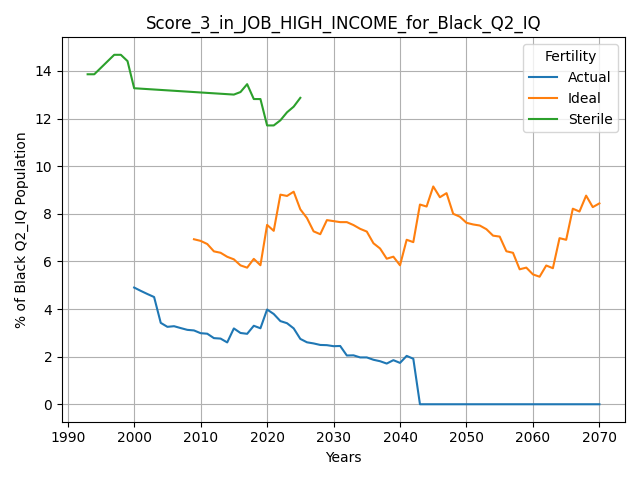 Score_3_in_JOB_HIGH_INCOME_for_Black_Q2_IQ
Fertility
Actual
Ideal
Sterile
% of Black Q2_IQ Population
14
12
10
8
6
4
2
0
1990 2000 2010 2020 2030 2040 2050 2060 2070
Years